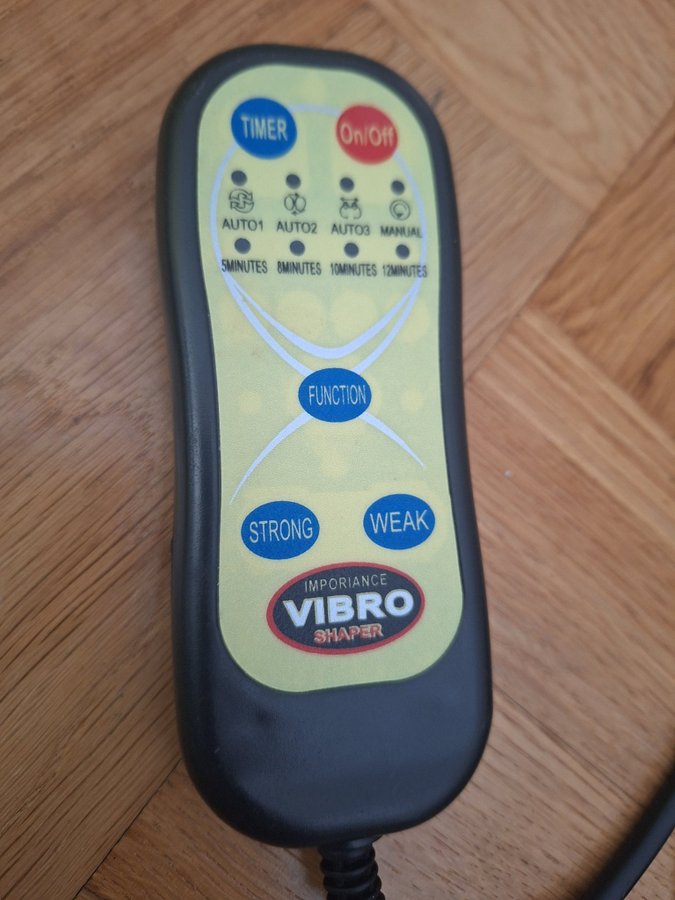 TIMER On/Off
AUTO1 AUTO2 AUTO3 MANUAL
5MINUTES 8MINUTES 10MINUTES 12MINUTES
FUNCTION
STRONG WEAK
IMPORIANCE
VIBRO
SHAPER